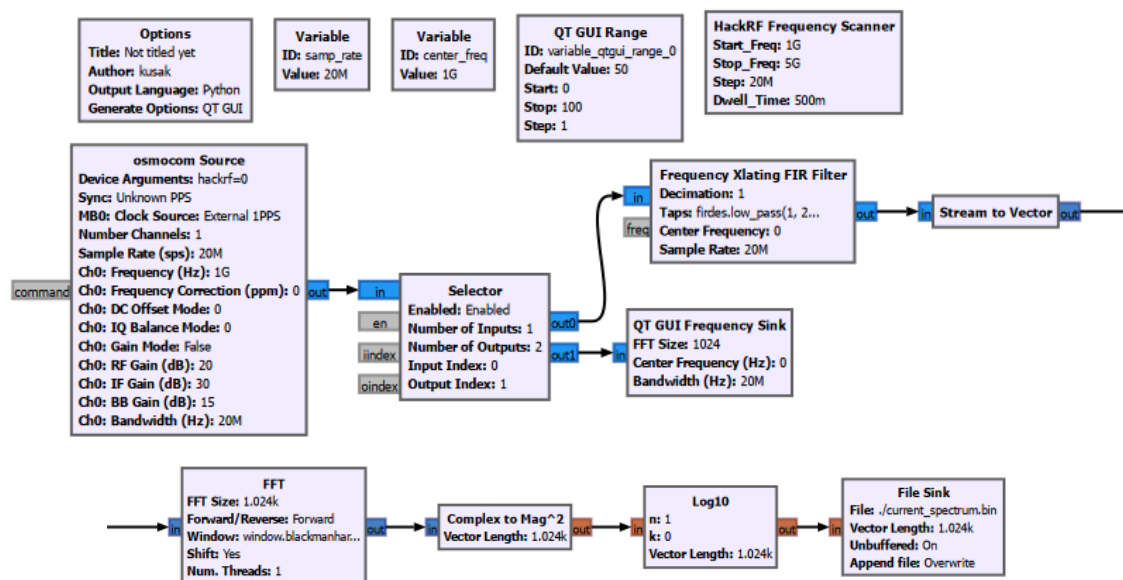 Options
Title: Not titled yet
Author: kusak
Output Language: Python
Generate Options: QT GUI
Variable
ID: samp_rate
Value: 20M
Variable
ID: center_freq
Value: 1G
QT GUI Range
ID: variable_qtgui_range_0
Default Value: 50
Start: 0
Stop: 100
Step: 1
HackRF Frequency Scanner
Start_Freq: 1G
Stop_Freq: 5G
Step: 20M
Dwell_Time: 500m
osmocom Source
Device Arguments: hackrf=0
Sync: Unknown PPS
MB0: Clock Source: External 1PPS
Number Channels: 1
Sample Rate (sps): 20M
Ch0: Frequency (Hz): 1G
Ch0: Frequency Correction (ppm): 0
Ch0: DC Offset Mode: 0
Ch0: IQ Balance Mode: 0
Ch0: Gain Mode: False
Ch0: RF Gain (dB): 20
Ch0: IF Gain (dB): 30
Ch0: BB Gain (dB): 15
Ch0: Bandwidth (Hz): 20M
command
out
in
en
iindex
oindex
Selector
Enabled: Enabled
Number of Inputs: 1
Number of Outputs: 2
Input Index: 0
Output Index: 1
out0
out1
in
freq
Frequency Xlating FIR Filter
Decimation: 1
Taps: firdes.low_pass(1, 2...
Center Frequency: 0
Sample Rate: 20M
out
in
Stream to Vector
out
in
QT GUI Frequency Sink
FFT Size: 1024
Center Frequency (Hz): 0
Bandwidth (Hz): 20M
in
FFT
FFT Size: 1.024k
Forward/Reverse: Forward
Window: window.blackmanhar...
Shift: Yes
Num. Threads: 1
out
in
Complex to Mag^2
Vector Length: 1.024k
out
in
Log10
n: 1
k: 0
Vector Length: 1.024k
out
in
File Sink
File: ./current_spectrum.bin
Vector Length: 1.024k
Unbuffered: On
Append file: Overwrite